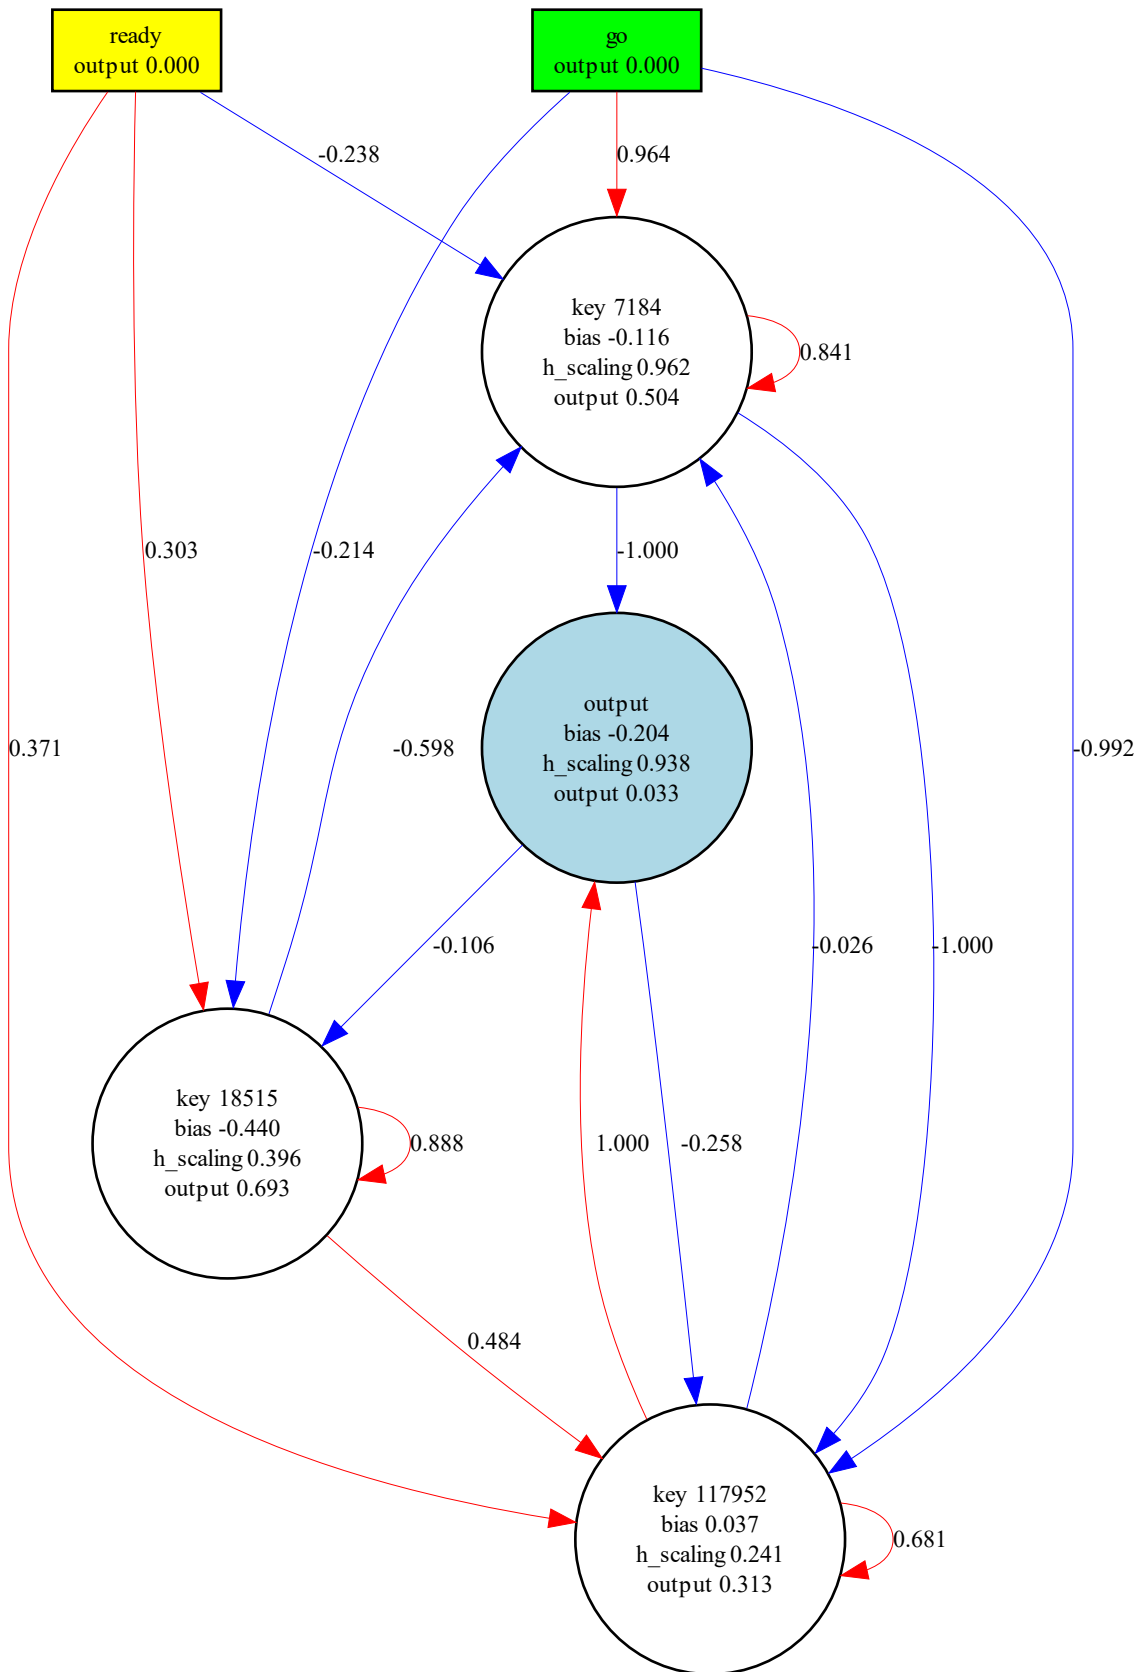 ready
output 0.000
go
output 0.000
-0.238
0.964
key 7184
bias -0.116
h_scaling 0.962
output 0.504
0.841
0.303
-0.214
-1.000
output
bias -0.204
h_scaling 0.938
output 0.033
0.371
-0.598
-0.992
-0.106
-0.026
-1.000
key 18515
bias -0.440
h_scaling 0.396
output 0.693
0.888
1.000
-0.258
0.484
key 117952
bias 0.037
h_scaling 0.241
output 0.313
0.681